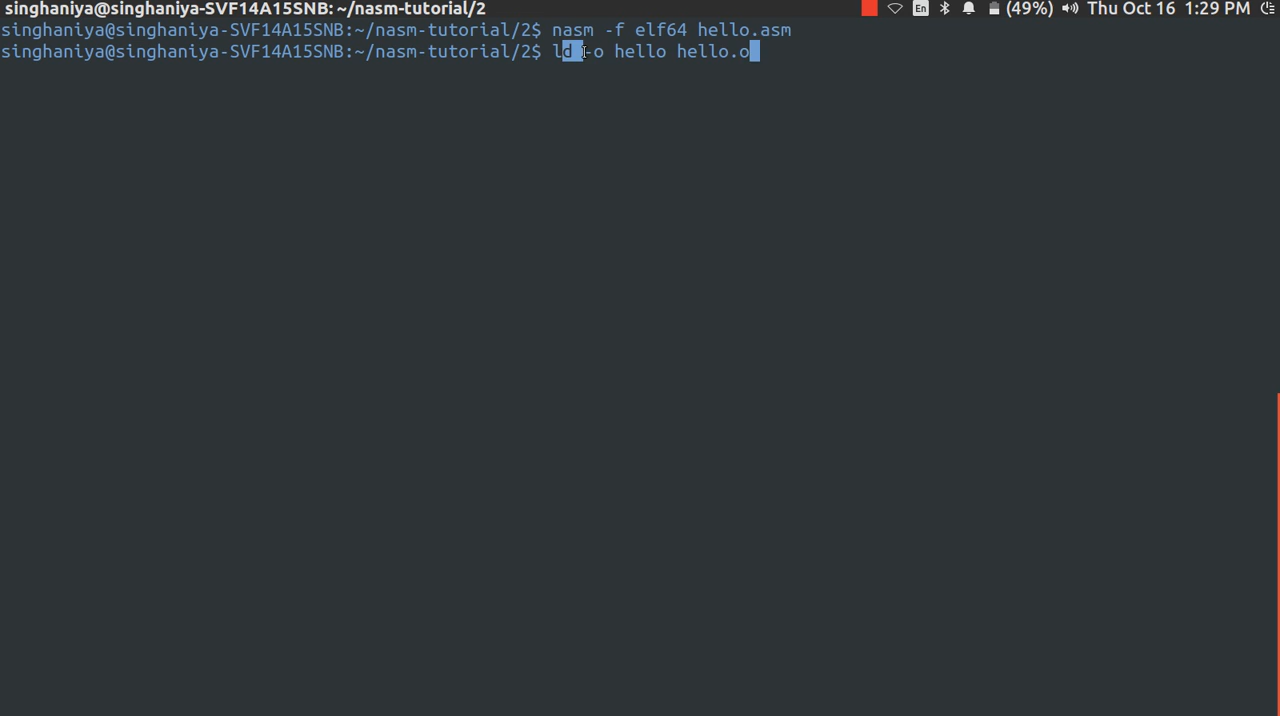 singhaniya@singhaniya-SVF14A15SNB: ~/nasm-tutorial/2 En (49%) Thu Oct 16 1:29 PM
singhaniya@singhaniya-SVF14A15SNB:~/nasm-tutorial/2$ nasm -f elf64 hello.asm
singhaniya@singhaniya-SVF14A15SNB:~/nasm-tutorial/2$ ld -o hello hello.o